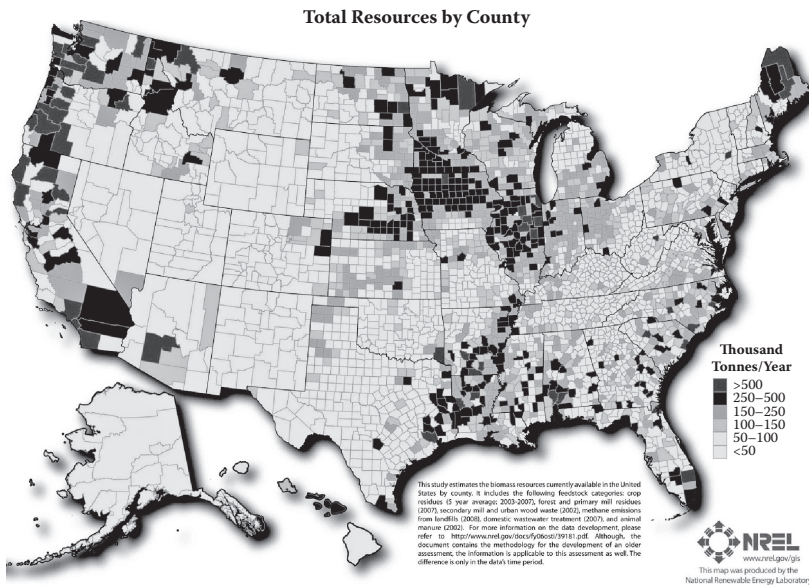 Total Resources by County
Thousand
Tonnes/Year
>500
250–500
150–250
100–150
50–100
<50
This study estimates the biomass resources currently available in the United
States by county. It includes the following feedstock categories: crop
residues (5 year average: 2003-2007), forest and primary mill residues
(2007), secondary mill and urban wood waste (2002), methane emissions
from landfills (2008), domestic wastewater treatment (2007), and animal
manure (2002). For more information on the data development, please
refer to http://www.nrel.gov/docs/fy06osti/39181.pdf. Although, the
document contains the methodology for the development of an older
assessment, the information is applicable to this assessment as well. The
difference is only in the data's time period.
NREL
www.nrel.gov/gis
This map was produced by the
National Renewable Energy Laboratory